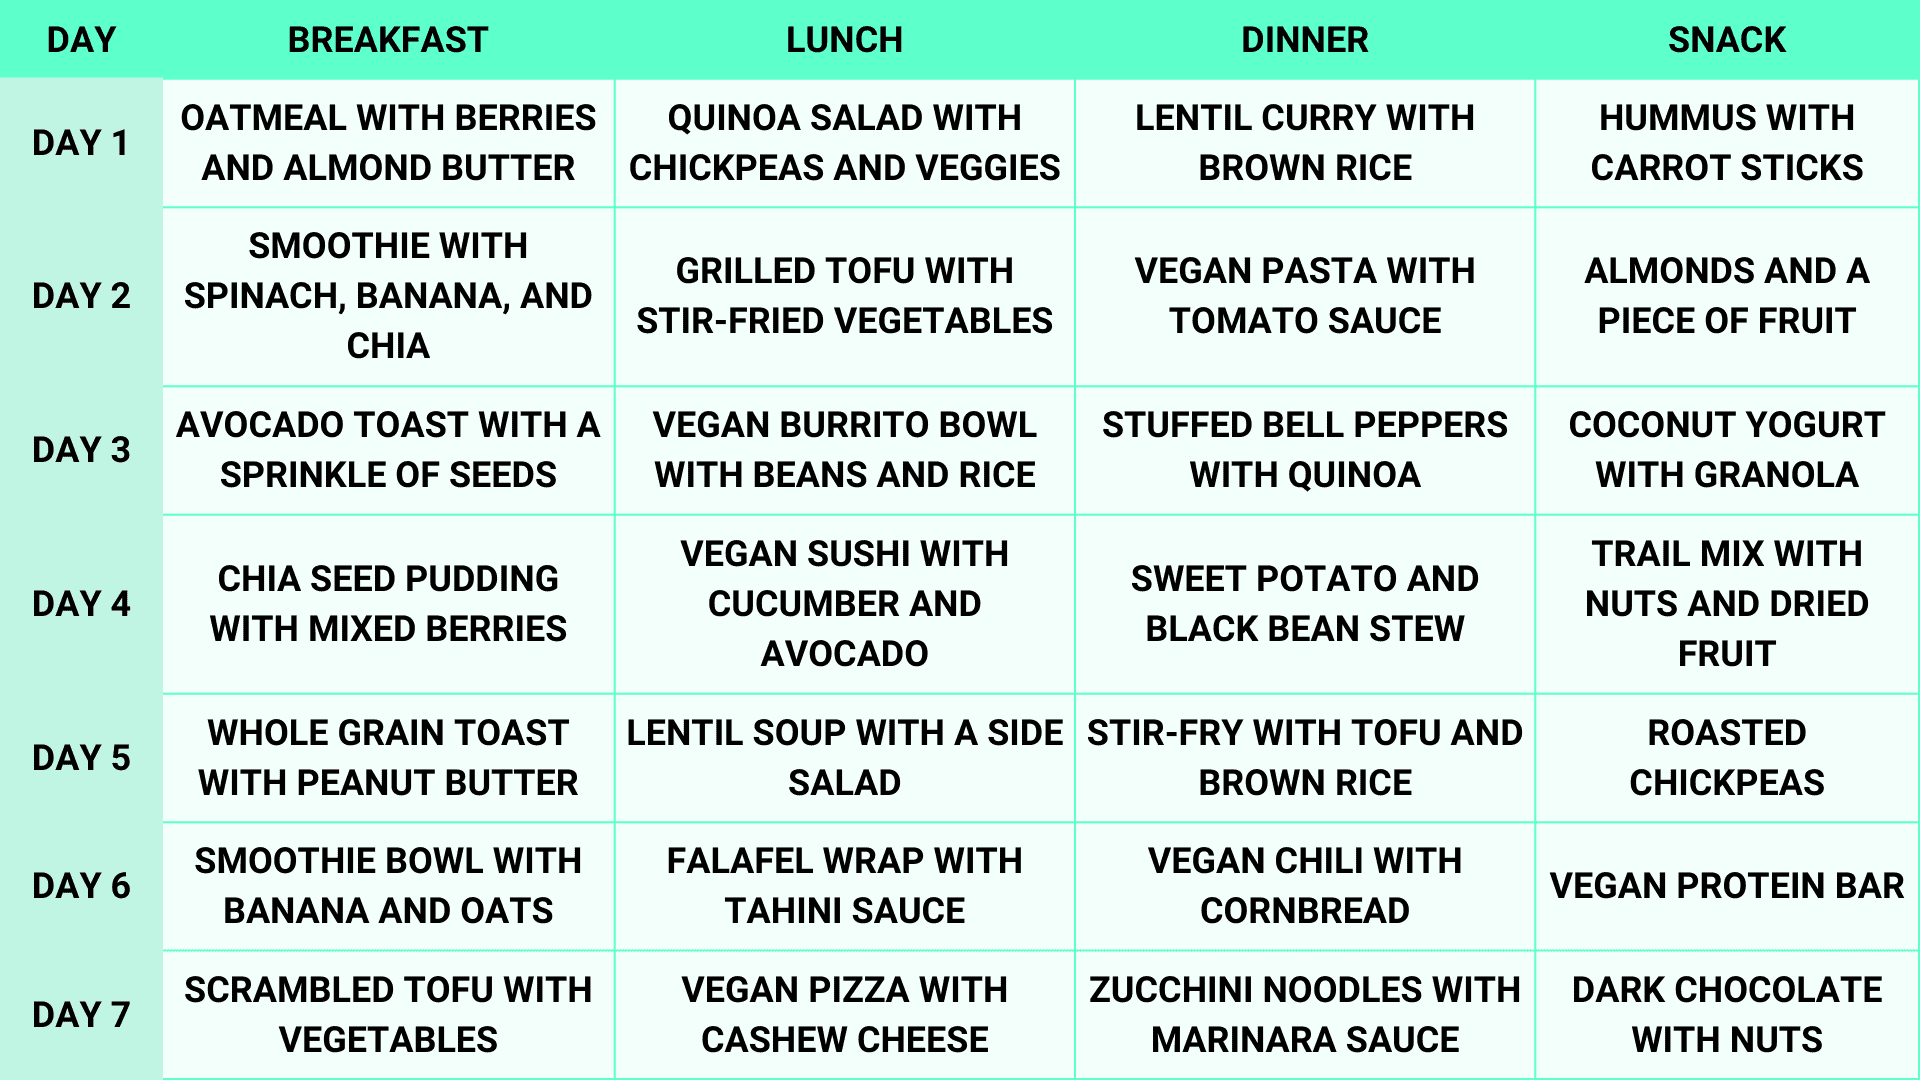 DAY BREAKFAST LUNCH DINNER SNACK
DAY 1
OATMEAL WITH BERRIES
AND ALMOND BUTTER
QUINOA SALAD WITH
CHICKPEAS AND VEGGIES
LENTIL CURRY WITH
BROWN RICE
HUMMUS WITH
CARROT STICKS
DAY 2
SMOOTHIE WITH
SPINACH, BANANA, AND
CHIA
GRILLED TOFU WITH
STIR-FRIED VEGETABLES
VEGAN PASTA WITH
TOMATO SAUCE
ALMONDS AND A
PIECE OF FRUIT
DAY 3
AVOCADO TOAST WITH A
SPRINKLE OF SEEDS
VEGAN BURRITO BOWL
WITH BEANS AND RICE
STUFFED BELL PEPPERS
WITH QUINOA
COCONUT YOGURT
WITH GRANOLA
DAY 4
CHIA SEED PUDDING
WITH MIXED BERRIES
VEGAN SUSHI WITH
CUCUMBER AND
AVOCADO
SWEET POTATO AND
BLACK BEAN STEW
TRAIL MIX WITH
NUTS AND DRIED
FRUIT
DAY 5
WHOLE GRAIN TOAST
WITH PEANUT BUTTER
LENTIL SOUP WITH A SIDE
SALAD
STIR-FRY WITH TOFU AND
BROWN RICE
ROASTED
CHICKPEAS
DAY 6
SMOOTHIE BOWL WITH
BANANA AND OATS
FALAFEL WRAP WITH
TAHINI SAUCE
VEGAN CHILI WITH
CORNBREAD
VEGAN PROTEIN BAR
DAY 7
SCRAMBLED TOFU WITH
VEGETABLES
VEGAN PIZZA WITH
CASHEW CHEESE
ZUCCHINI NOODLES WITH
MARINARA SAUCE
DARK CHOCOLATE
WITH NUTS